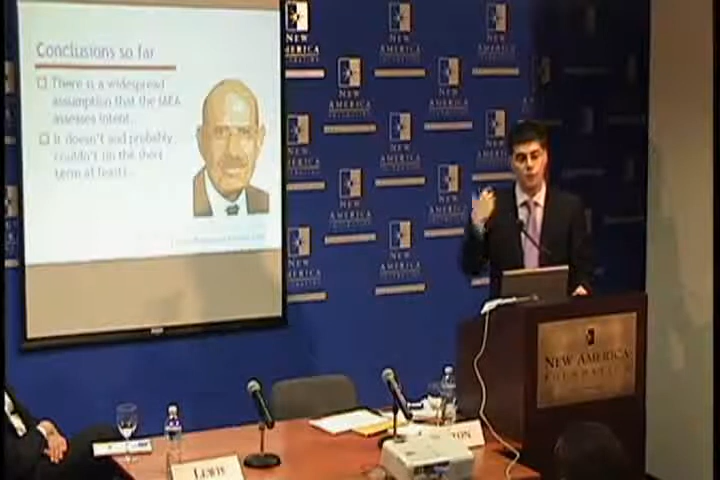 Conclusions so far
There is a widespread
assumption that the IAEA
assesses intent.
It doesn't and probably
couldn't (in the short
term at least)...
NEW
AMERICA
FOUNDATION
NEW AMERICA
FOUNDATION
LEWIS
TON